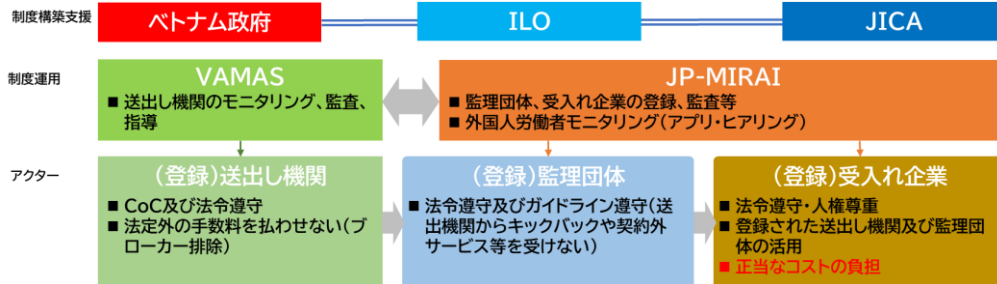 制度構築支援
ベトナム政府
ILO
JICA
制度運用
VAMAS
■ 送出し機関のモニタリング、監査、
指導
JP-MIRAI
■ 監理団体、受入れ企業の登録、監査等
■ 外国人労働者モニタリング(アプリ・ヒアリング)
アクター
(登録)送出し機関
■ CoC及び法令遵守
■ 法定外の手数料を払わせない(ブ
ローカー排除)
(登録)監理団体
■ 法令遵守及びガイドライン遵守(送
出機関からキックバックや契約外
サービス等を受けない)
(登録)受入れ企業
■ 法令遵守・人権尊重
■ 登録された送出し機関及び監理団
体の活用
■ 正当なコストの負担